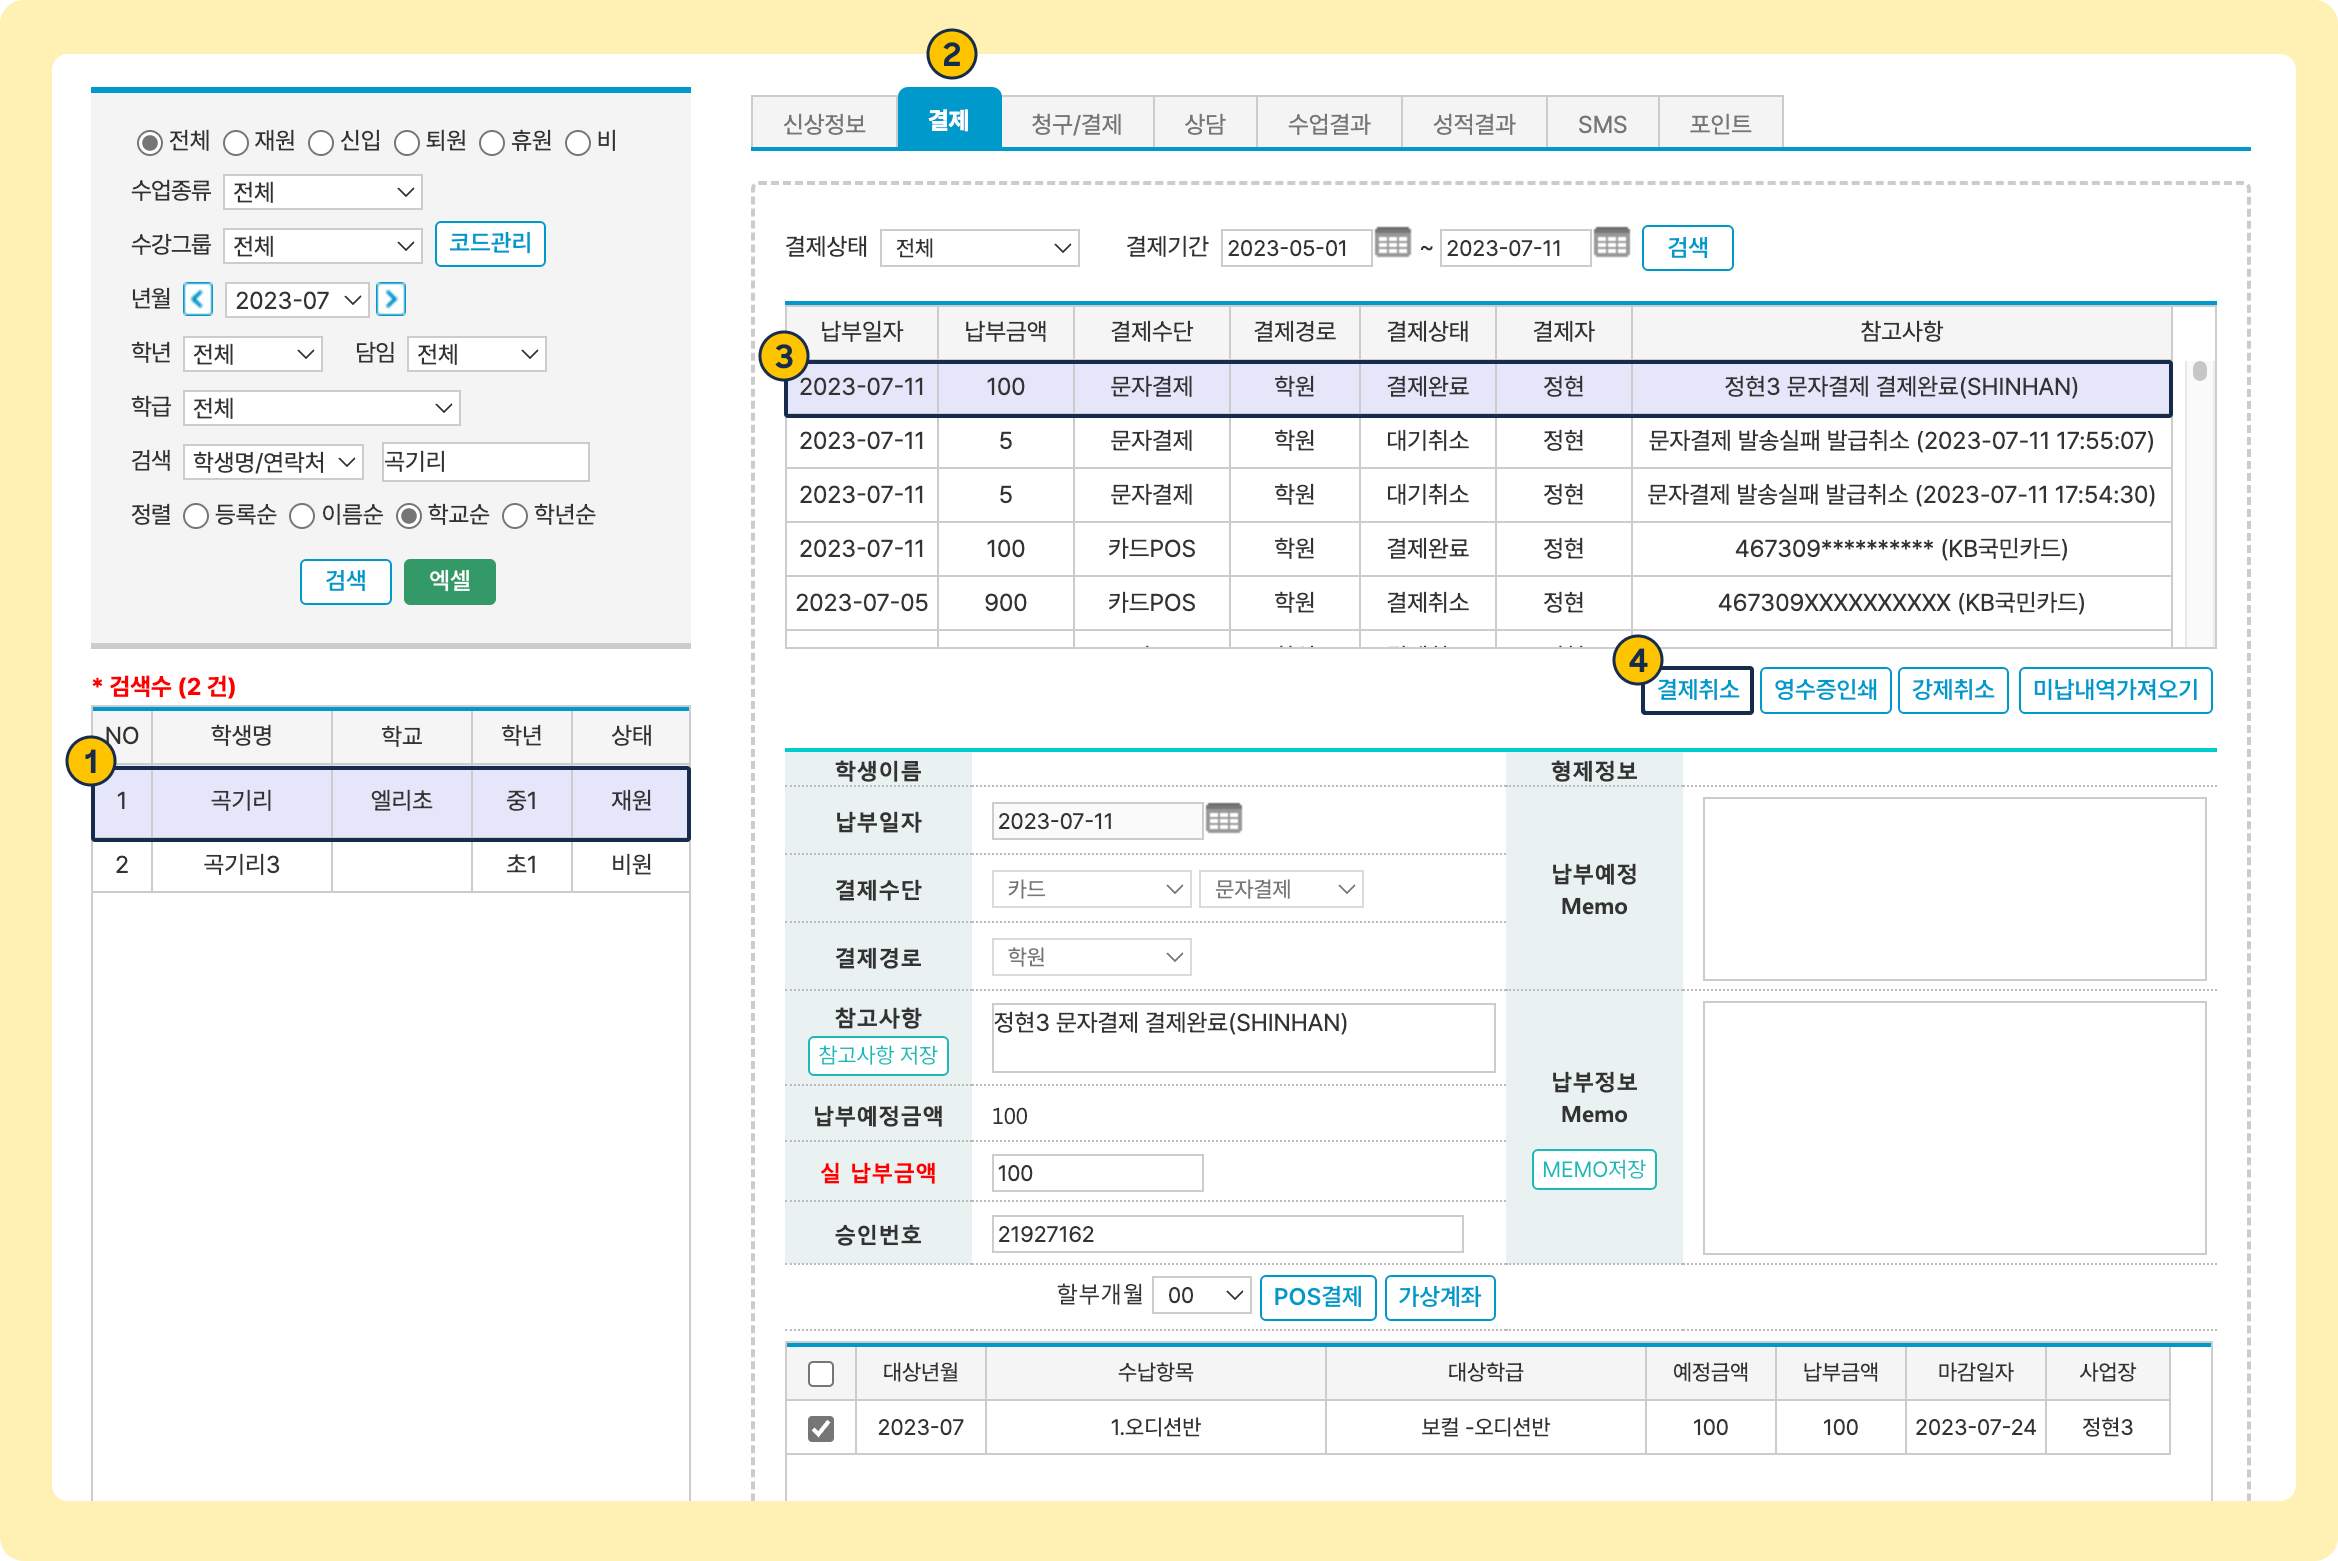 2
전체 재원 신입 퇴원 휴원 비
수업종류 전체
수강그룹 전체 코드관리
년월 2023-07
학년 전체 담임 전체
학급 전체
검색 학생명/연락처 곡기리
정렬 등록순 이름순 학교순 학년순
검색 엑셀
* 검색수 (2 건)
NO 학생명 학교 학년 상태
1
1 곡기리 엘리초 중1 재원
2 곡기리3 초1 비원
신상정보 결제 청구/결제 상담 수업결과 성적결과 SMS 포인트
결제상태 전체 결제기간 2023-05-01 ~ 2023-07-11 검색
납부일자 납부금액 결제수단 결제경로 결제상태 결제자 참고사항
3
2023-07-11 100 문자결제 학원 결제완료 정현 정현3 문자결제 결제완료(SHINHAN)
2023-07-11 5 문자결제 학원 대기취소 정현 문자결제 발송실패 발급취소 (2023-07-11 17:55:07)
2023-07-11 5 문자결제 학원 대기취소 정현 문자결제 발송실패 발급취소 (2023-07-11 17:54:30)
2023-07-11 100 카드POS 학원 결제완료 정현 467309********** (KB국민카드)
2023-07-05 900 카드POS 학원 결제취소 정현 467309XXXXXXXXXX (KB국민카드)
4
결제취소 영수증인쇄 강제취소 미납내역가져오기
학생이름 형제정보
납부일자 2023-07-11
결제수단 카드 문자결제
납부예정
Memo
결제경로 학원
참고사항 정현3 문자결제 결제완료(SHINHAN)
참고사항 저장
납부정보
Memo
납부예정금액 100
실 납부금액 100 MEMO저장
승인번호 21927162
할부개월 00 POS결제 가상계좌
대상년월 수납항목 대상학급 예정금액 납부금액 마감일자 사업장
2023-07 1.오디션반 보컬 -오디션반 100 100 2023-07-24 정현3